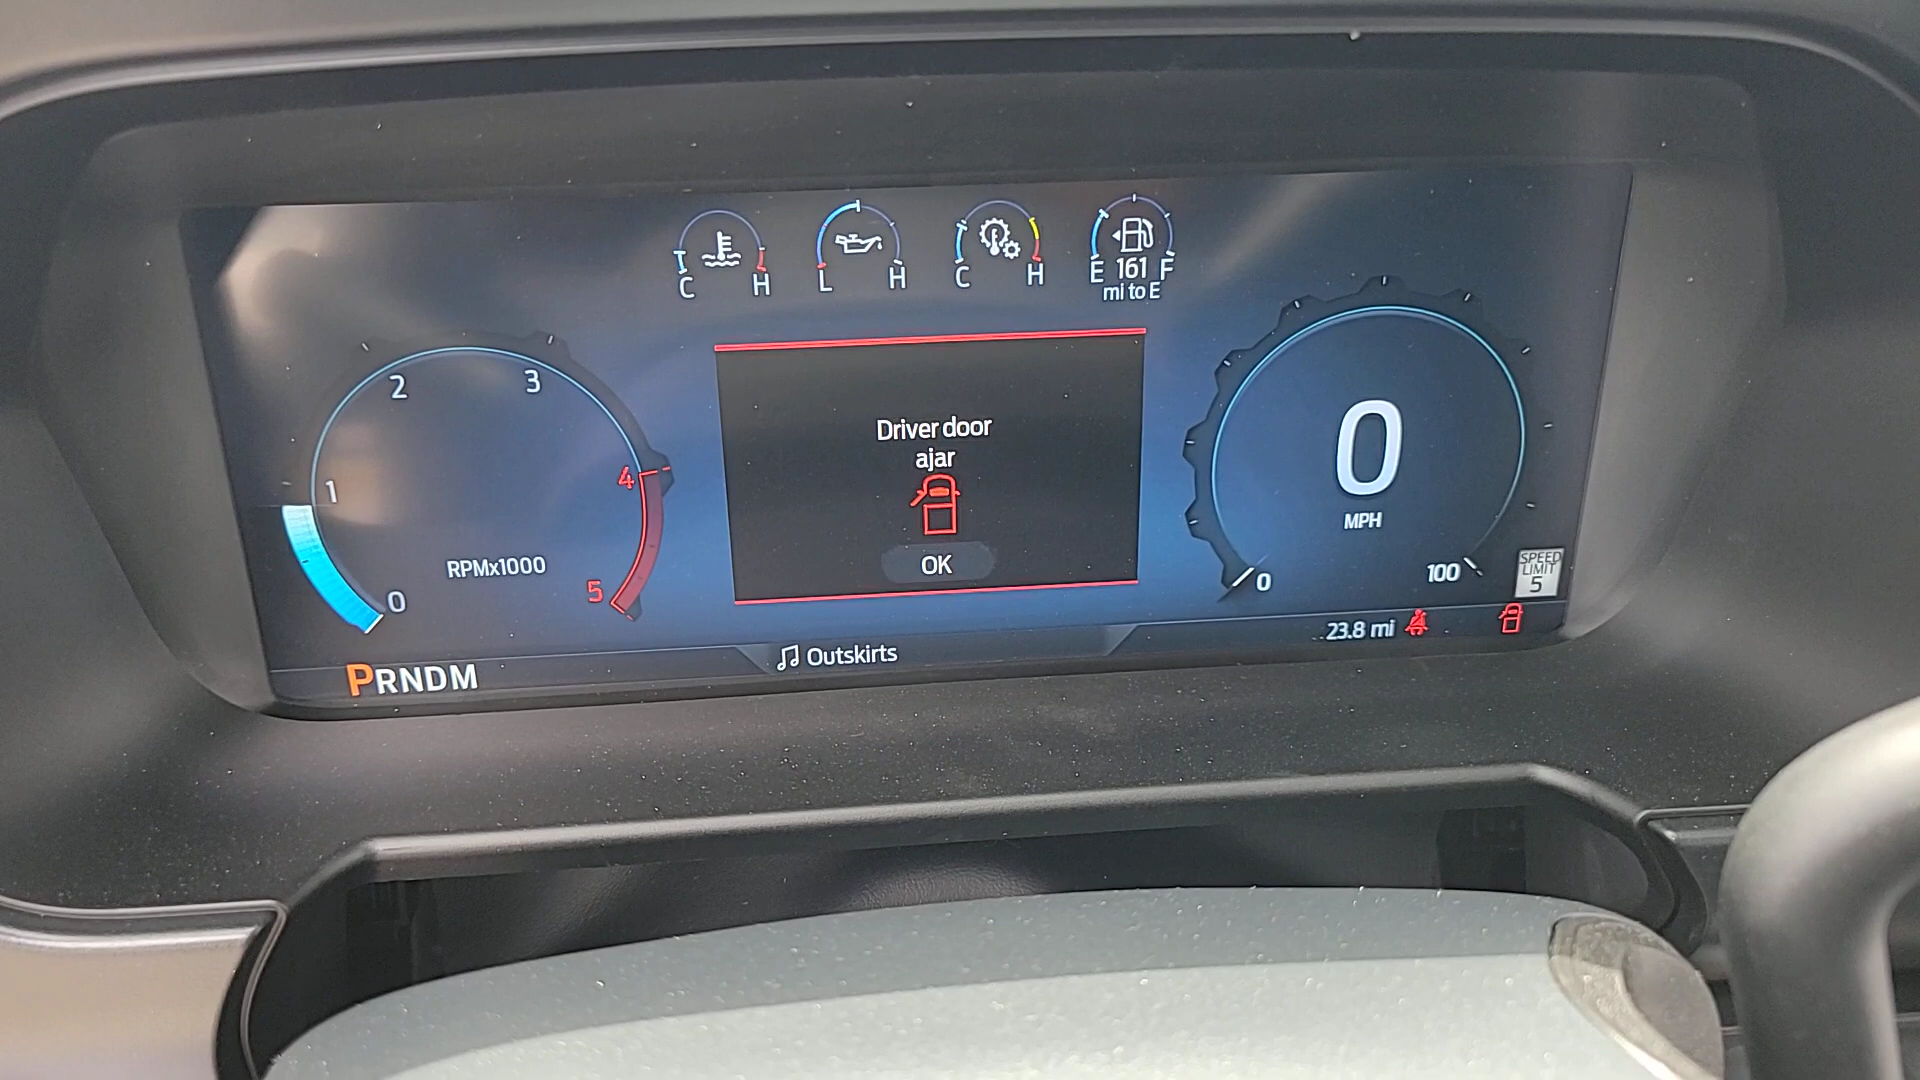 C H
L H
C H
E 161 F
mi to E
1
2
3
4
5
0
RPMx1000
Driver door
ajar
OK
0
MPH
0
100
SPEED
LIMIT
5
23.8 mi
PRNDM
Outskirts